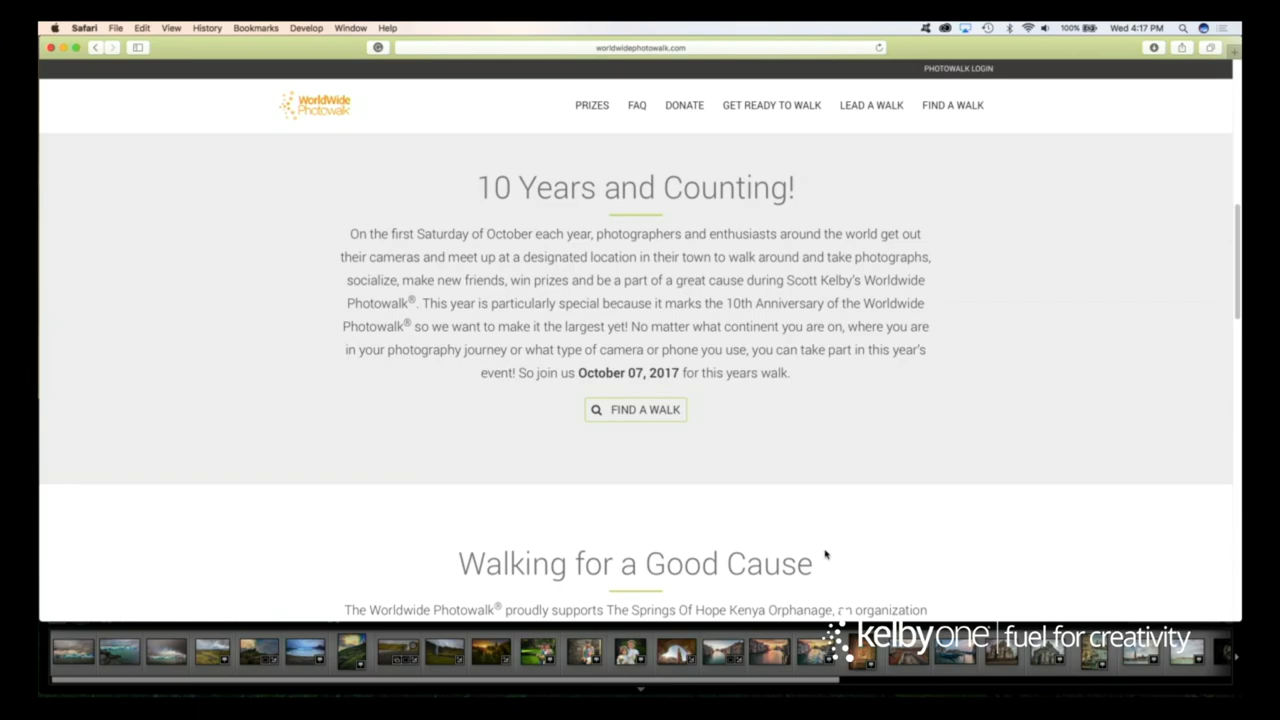 Safari File Edit View History Bookmarks Develop Window Help 100% Wed 4:17 PM
worldwidephotowalk.com
PHOTOWALK LOGIN
WorldWide
Photowalk
PRIZES FAQ DONATE GET READY TO WALK LEAD A WALK FIND A WALK
10 Years and Counting!
On the first Saturday of October each year, photographers and enthusiasts around the world get out
their cameras and meet up at a designated location in their town to walk around and take photographs,
socialize, make new friends, win prizes and be a part of a great cause during Scott Kelby's Worldwide
Photowalk®. This year is particularly special because it marks the 10th Anniversary of the Worldwide
Photowalk® so we want to make it the largest yet! No matter what continent you are on, where you are
in your photography journey or what type of camera or phone you use, you can take part in this year's
event! So join us October 07, 2017 for this years walk.
FIND A WALK
Walking for a Good Cause
The Worldwide Photowalk® proudly supports The Springs Of Hope Kenya Orphanage, an organization
kelbyone | fuel for creativity